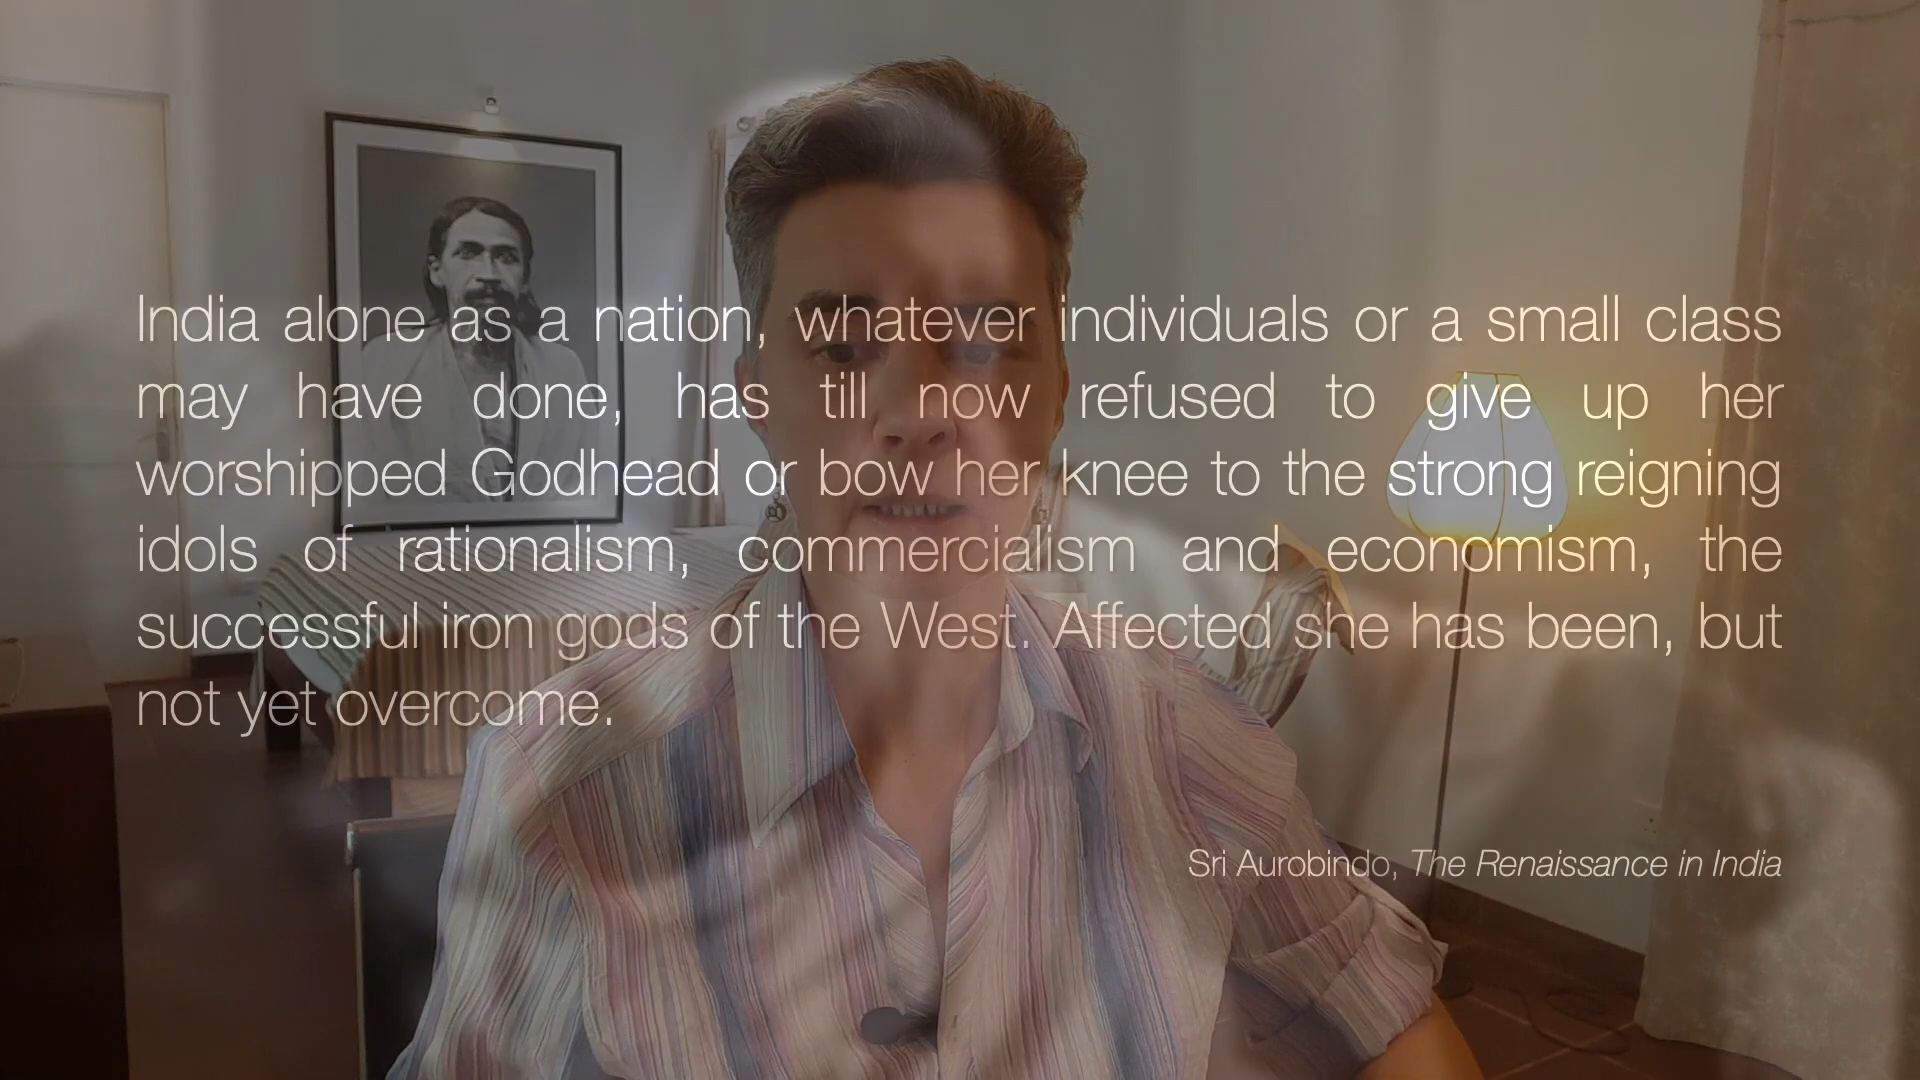 India alone as a nation, whatever individuals or a small class
may have done, has till now refused to give up her
worshipped Godhead or bow her knee to the strong reigning
idols of rationalism, commercialism and economism, the
successful iron gods of the West. Affected she has been, but
not yet overcome.
Sri Aurobindo, The Renaissance in India